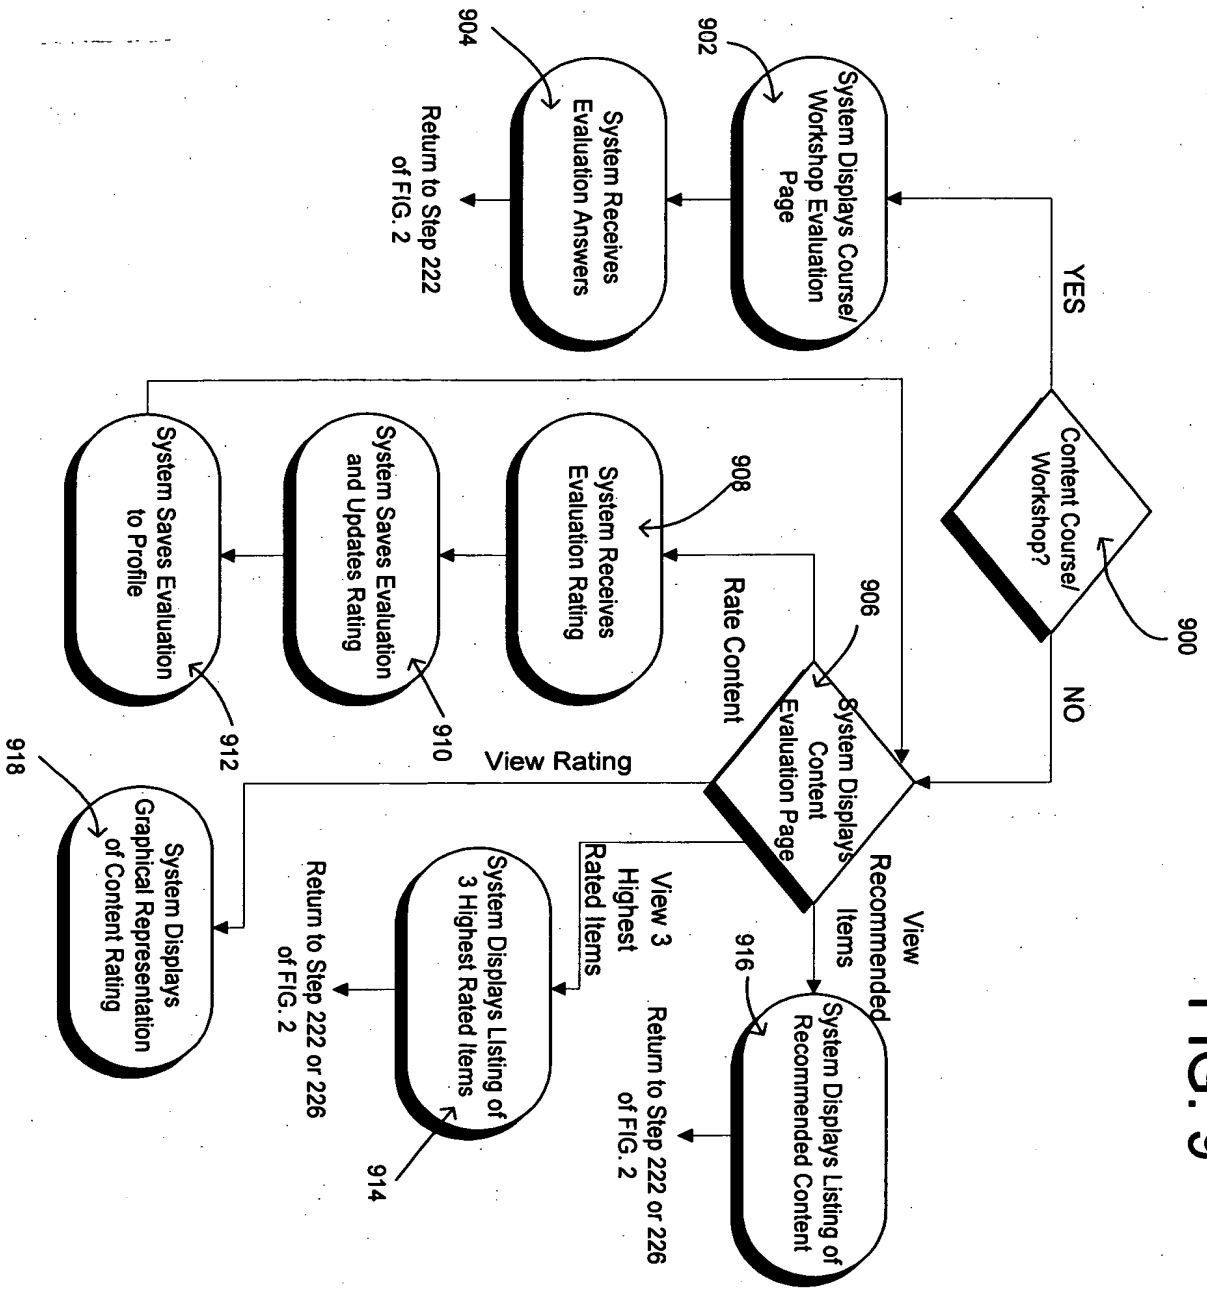 FIG. 9
900
Content Course/
Workshop?
YES
NO
902
System Displays Course/
Workshop Evaluation
Page
904
System Receives
Evaluation Answers
Return to Step 222
of FIG. 2
906
System Displays
Content
Evaluation Page
Rate Content
908
System Receives
Evaluation Rating
910
System Saves Evaluation
and Updates Rating
912
System Saves Evaluation
to Profile
View
Recommended
Items
916
System Displays Listing of
Recommended Content
Return to Step 222 or 226
of FIG. 2
View 3
Highest
Rated Items
System Displays LIsting of
3 Highest Rated Items
914
Return to Step 222 or 226
of FIG. 2
View Rating
918
System Displays
Graphical Representation
of Content Rating